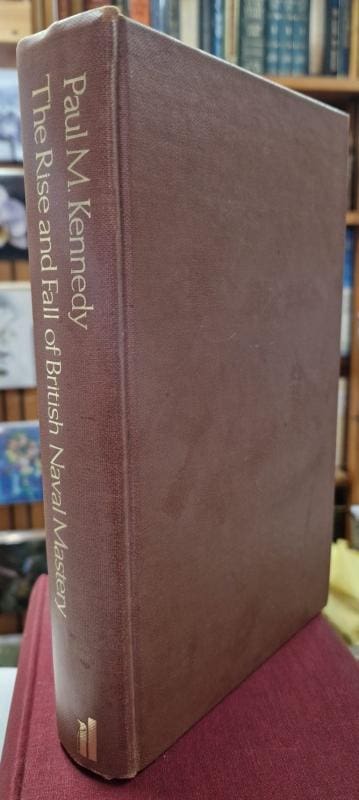 Paul M. Kennedy
The Rise and Fall of British Naval Mastery